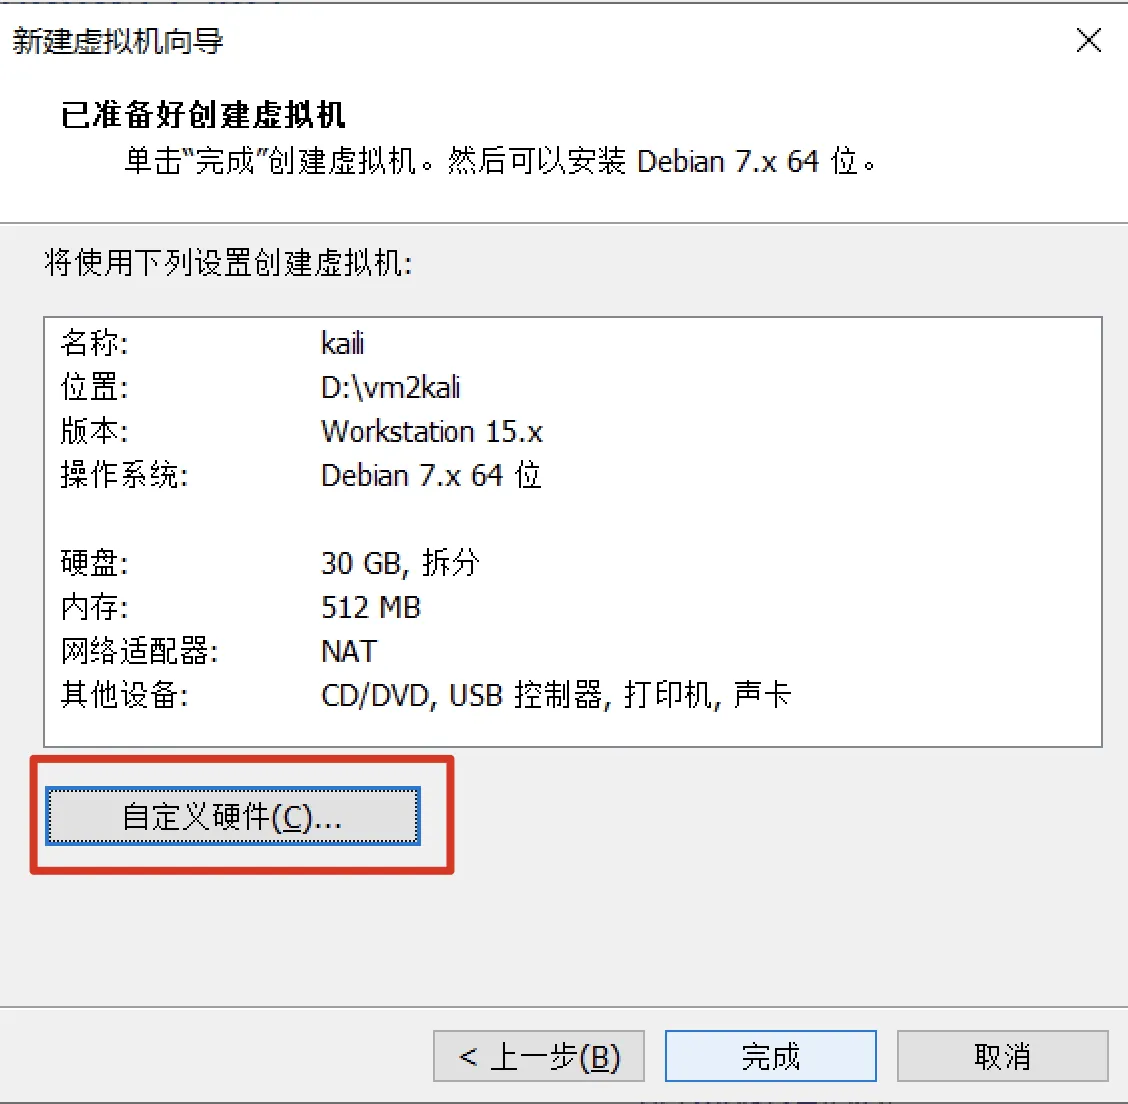 新建虚拟机向导
已准备好创建虚拟机
单击“完成”创建虚拟机。然后可以安装 Debian 7.x 64 位。
将使用下列设置创建虚拟机:
名称: kaili
位置: D:\vm2kali
版本: Workstation 15.x
操作系统: Debian 7.x 64 位
硬盘: 30 GB, 拆分
内存: 512 MB
网络适配器: NAT
其他设备: CD/DVD, USB 控制器, 打印机, 声卡
自定义硬件(C)...
< 上一步(B) 完成 取消